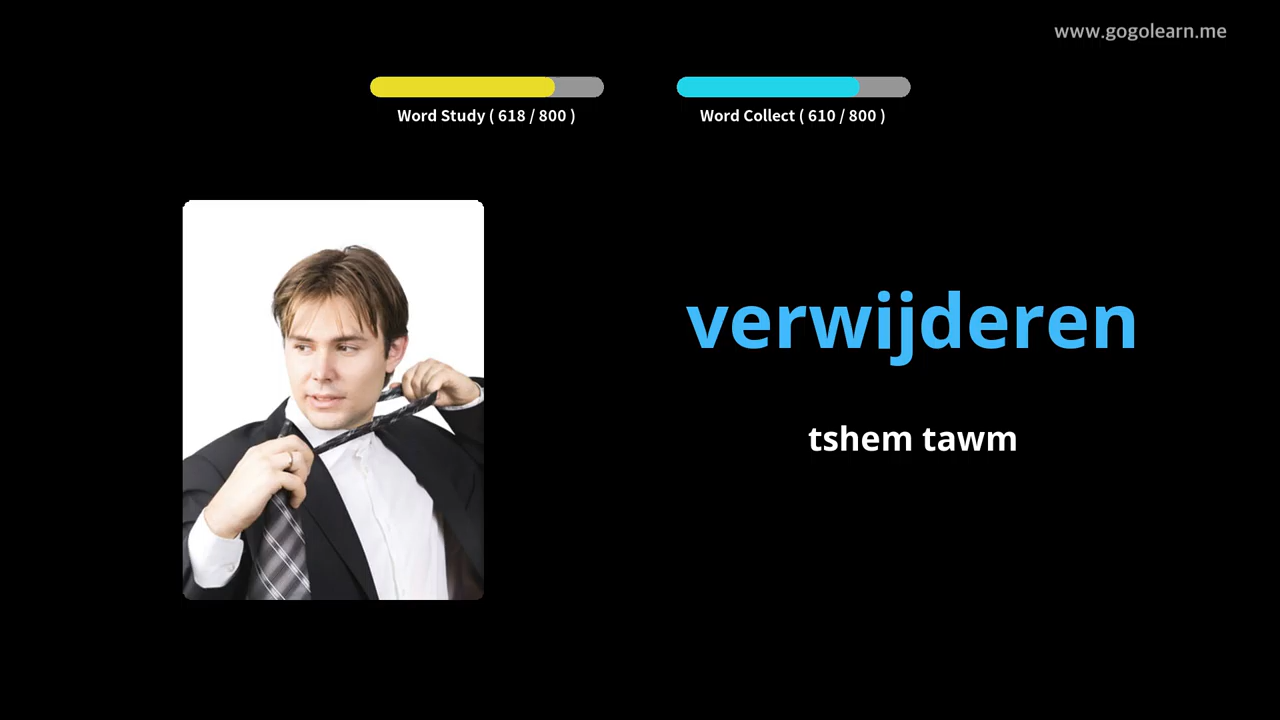 www.gogolearn.me
Word Study ( 618 / 800 )
Word Collect ( 610 / 800 )
verwijderen
tshem tawm